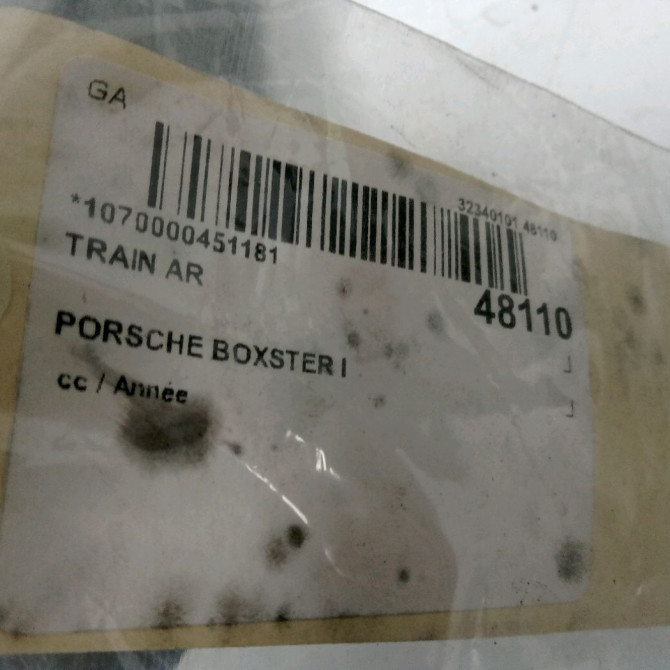 GA
32340101 48110
*1070000451181
TRAIN AR
48110
PORSCHE BOXSTER I
cc / Année